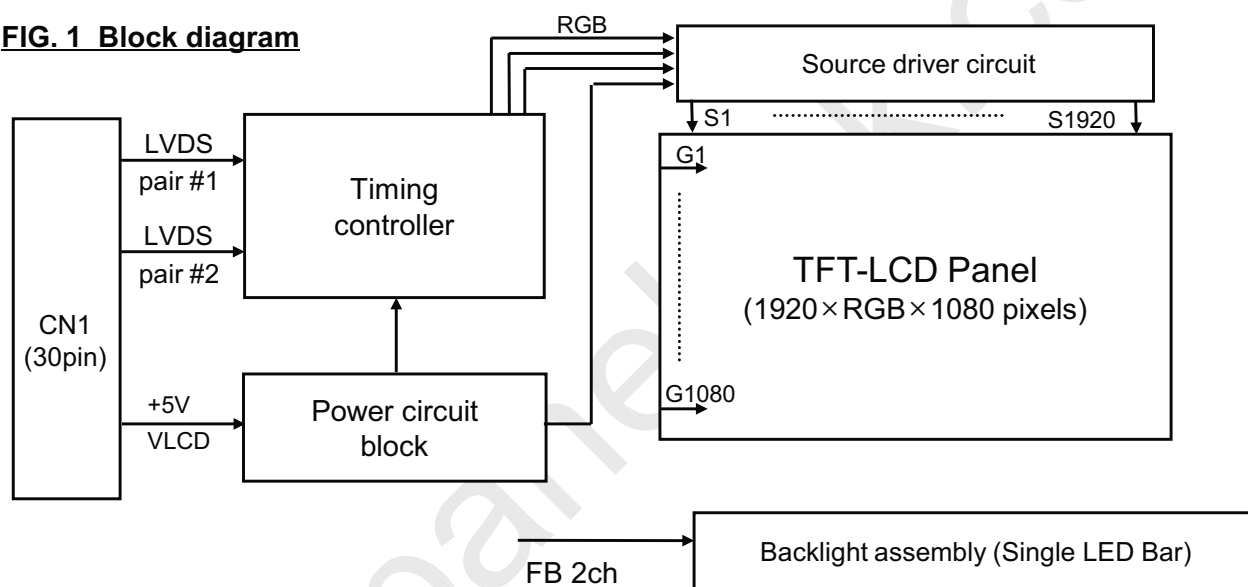 FIG. 1 Block diagram
RGB
Source driver circuit
S1
S1920
CN1
(30pin)
LVDS
pair #1
LVDS
pair #2
+5V
VLCD
Timing
controller
Power circuit
block
G1
G1080
TFT-LCD Panel
(1920×RGB×1080 pixels)
FB 2ch
Backlight assembly (Single LED Bar)